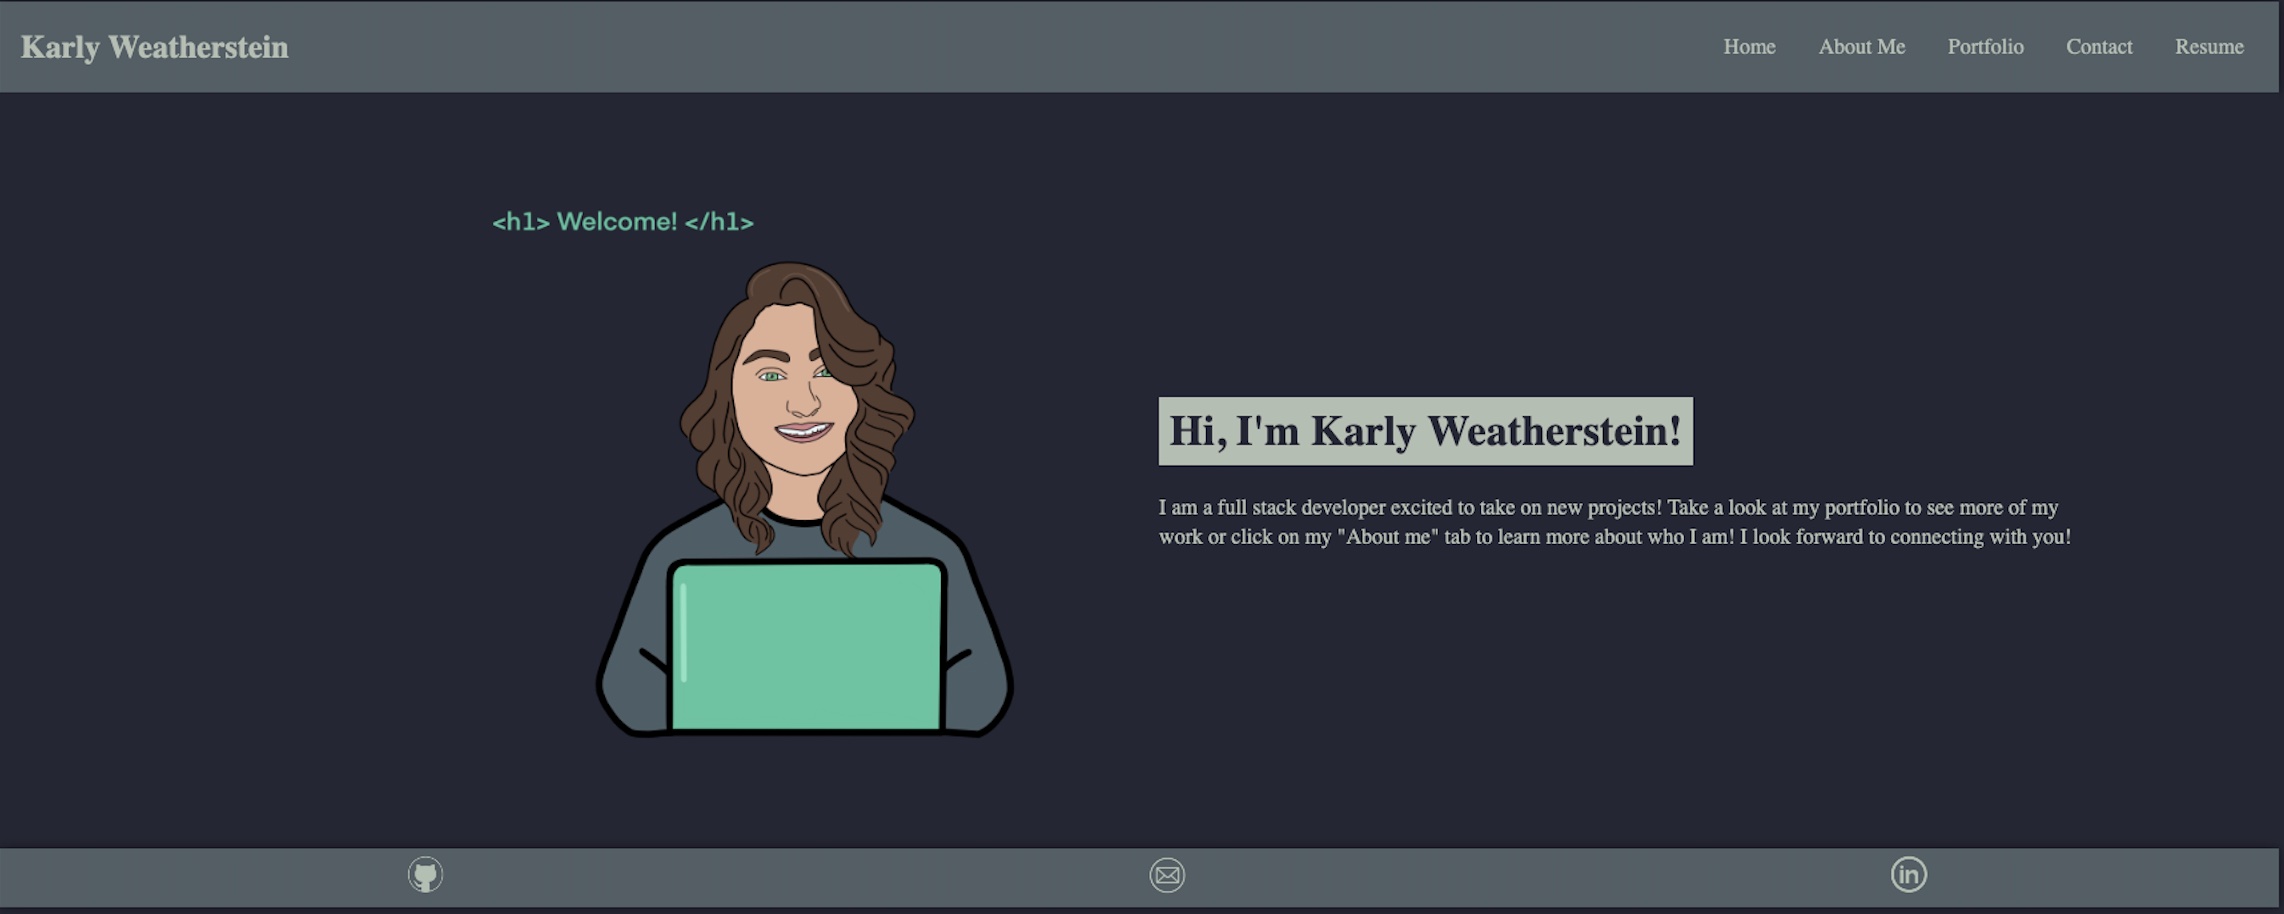 Karly Weatherstein
Home About Me Portfolio Contact Resume
<h1> Welcome! </h1>
Hi, I'm Karly Weatherstein!
I am a full stack developer excited to take on new projects! Take a look at my portfolio to see more of my
work or click on my "About me" tab to learn more about who I am! I look forward to connecting with you!
in